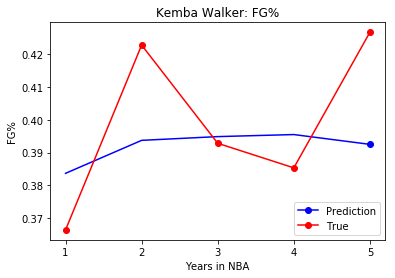 Kemba Walker: FG%
FG%
0.42
0.41
0.40
0.39
0.38
0.37
1 2 3 4 5
Years in NBA
Prediction
True